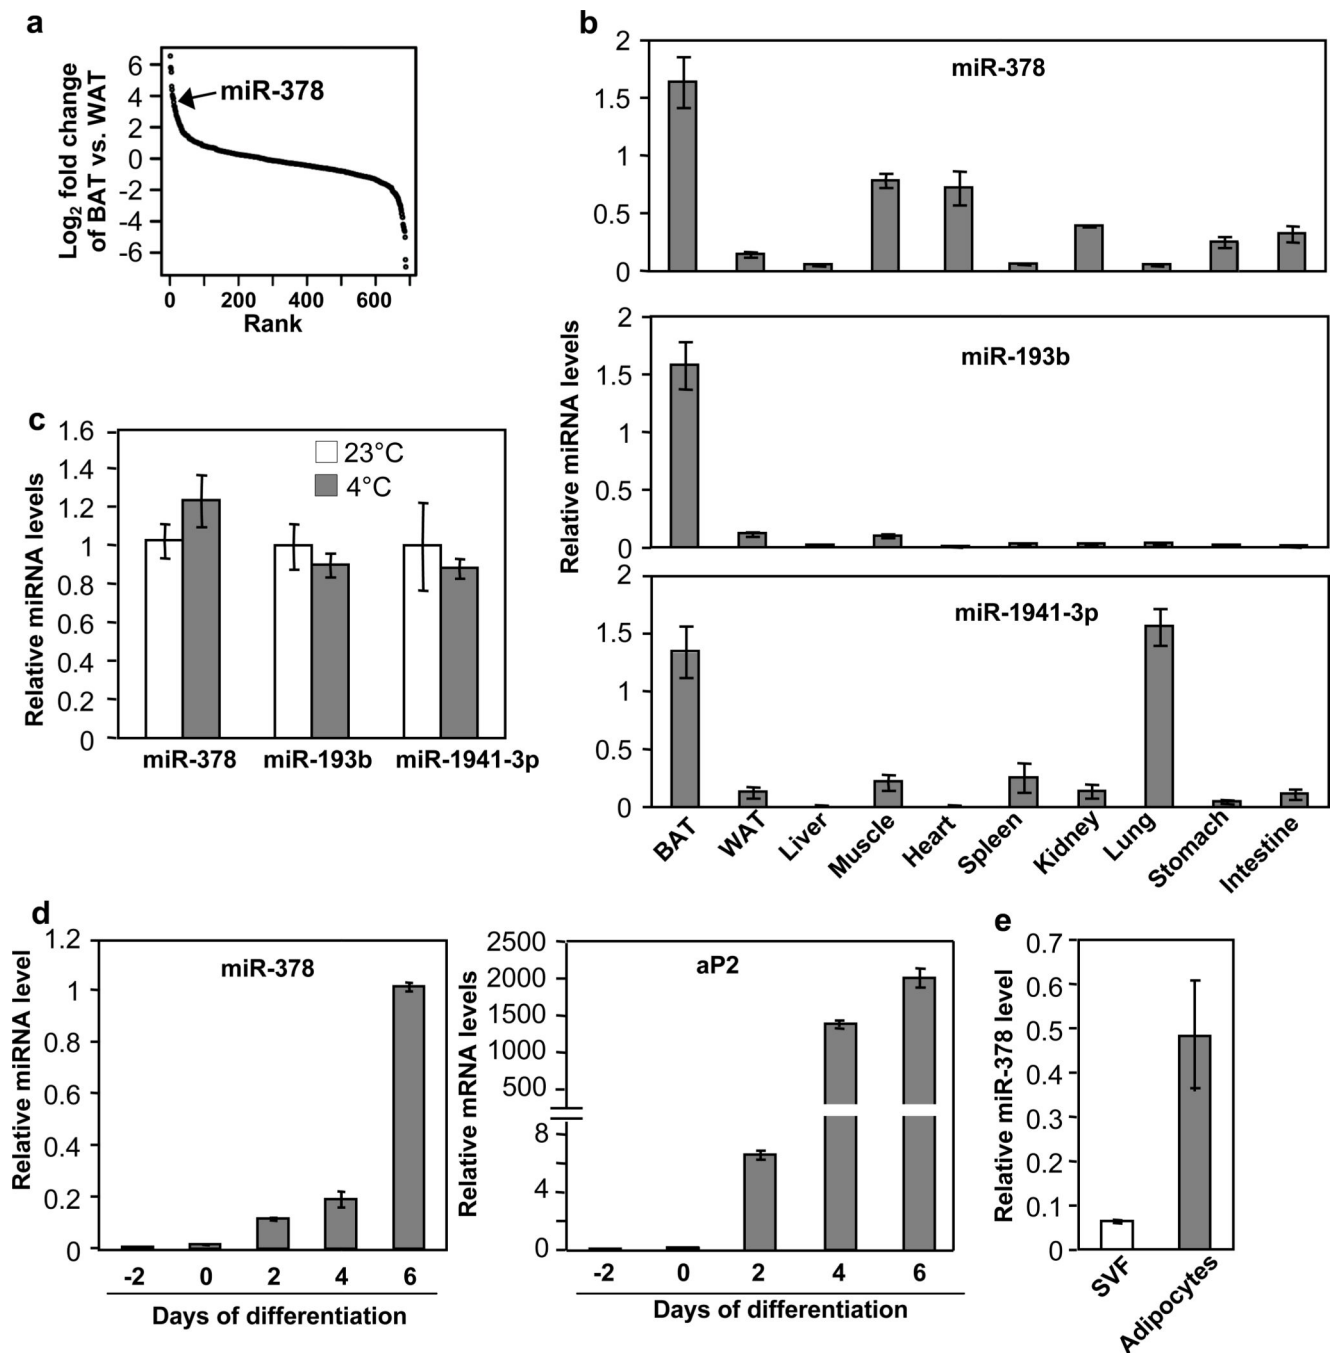 a
Log2 fold change
of BAT vs. WAT
6
4
2
0
-2
-4
-6
miR-378
0 200 400 600
Rank
b
Relative miRNA levels
2
1.5
1
0.5
0
miR-378
2
1.5
1
0.5
0
miR-193b
2
1.5
1
0.5
0
miR-1941-3p
BAT WAT Liver Muscle Heart Spleen Kidney Lung Stomach Intestine
c
Relative miRNA levels
1.6
1.4
1.2
1
0.8
0.6
0.4
0.2
0
23°C
4°C
miR-378 miR-193b miR-1941-3p
d
Relative miRNA level
1.2
1
0.8
0.6
0.4
0.2
0
miR-378
-2 0 2 4 6
Days of differentiation
Relative mRNA levels
2500
2000
1500
1000
500
8
4
0
aP2
-2 0 2 4 6
Days of differentiation
e
Relative miR-378 level
0.7
0.6
0.5
0.4
0.3
0.2
0.1
0
SVF Adipocytes